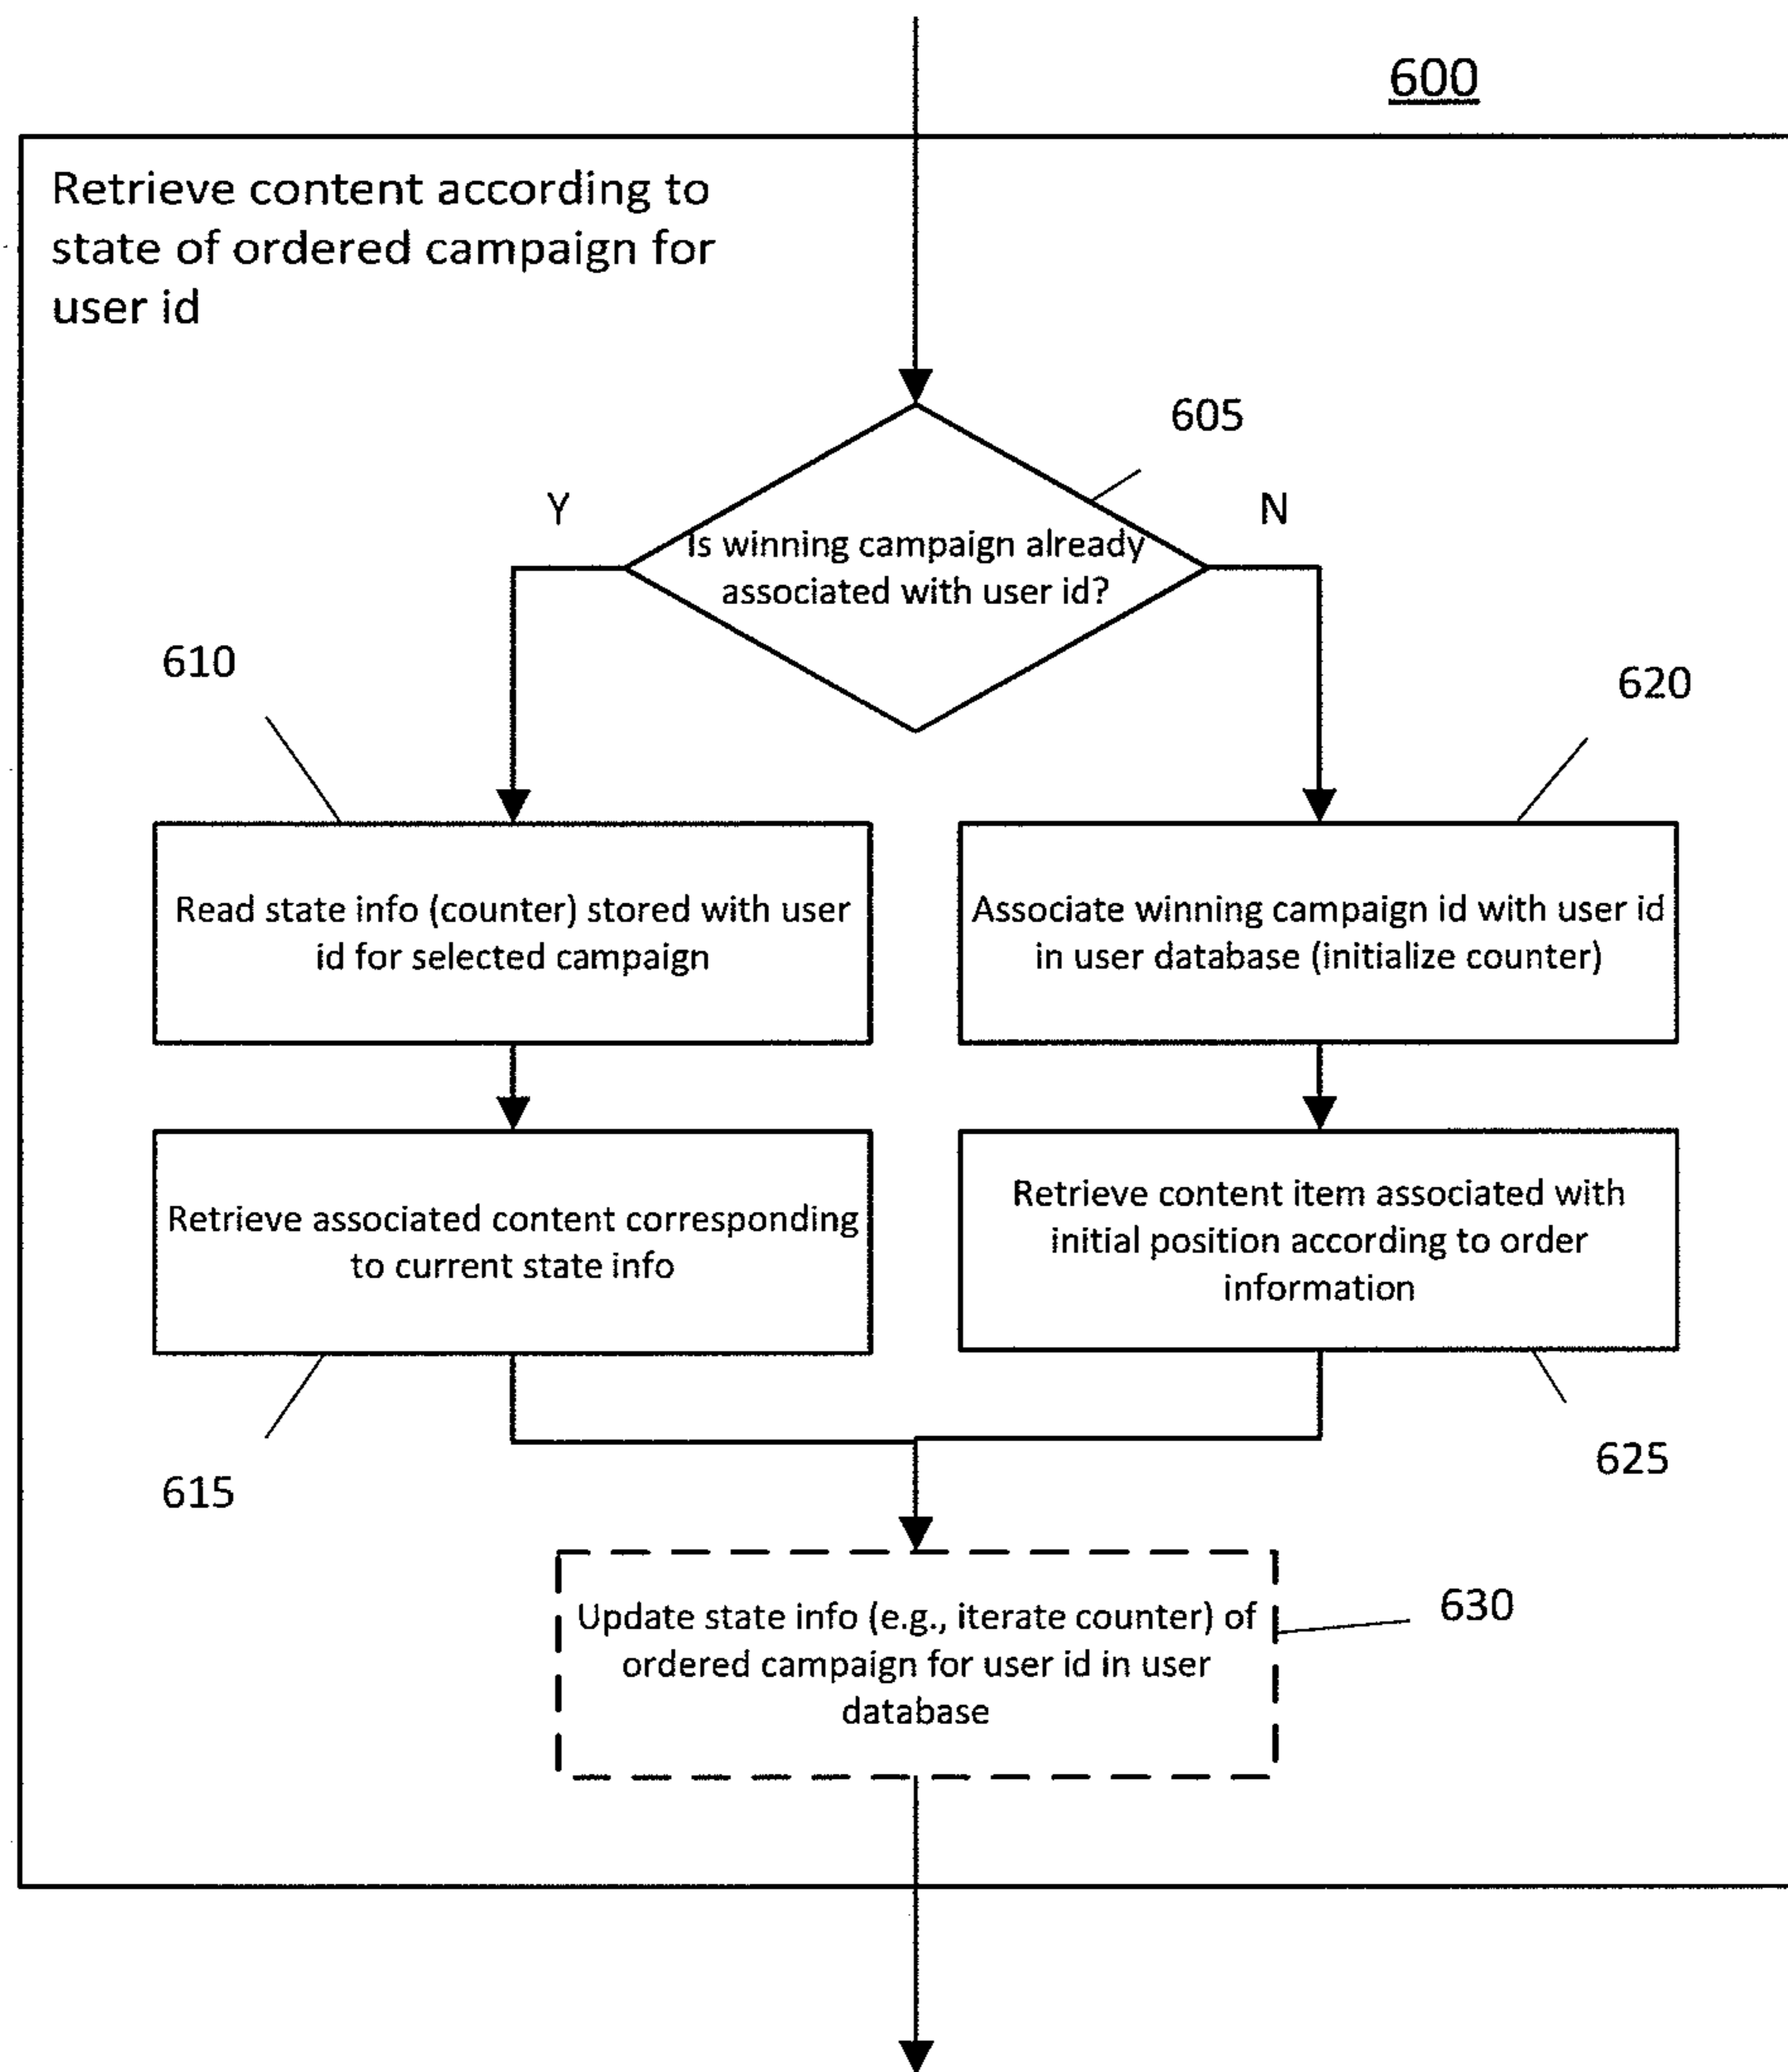 600
Retrieve content according to
state of ordered campaign for
user id
605
Y
N
Is winning campaign already
associated with user id?
610
620
Read state info (counter) stored with user
id for selected campaign
Associate winning campaign id with user id
in user database (initialize counter)
Retrieve associated content corresponding
to current state info
Retrieve content item associated with
initial position according to order
information
615
625
Update state info (e.g., iterate counter) of
ordered campaign for user id in user
database
630